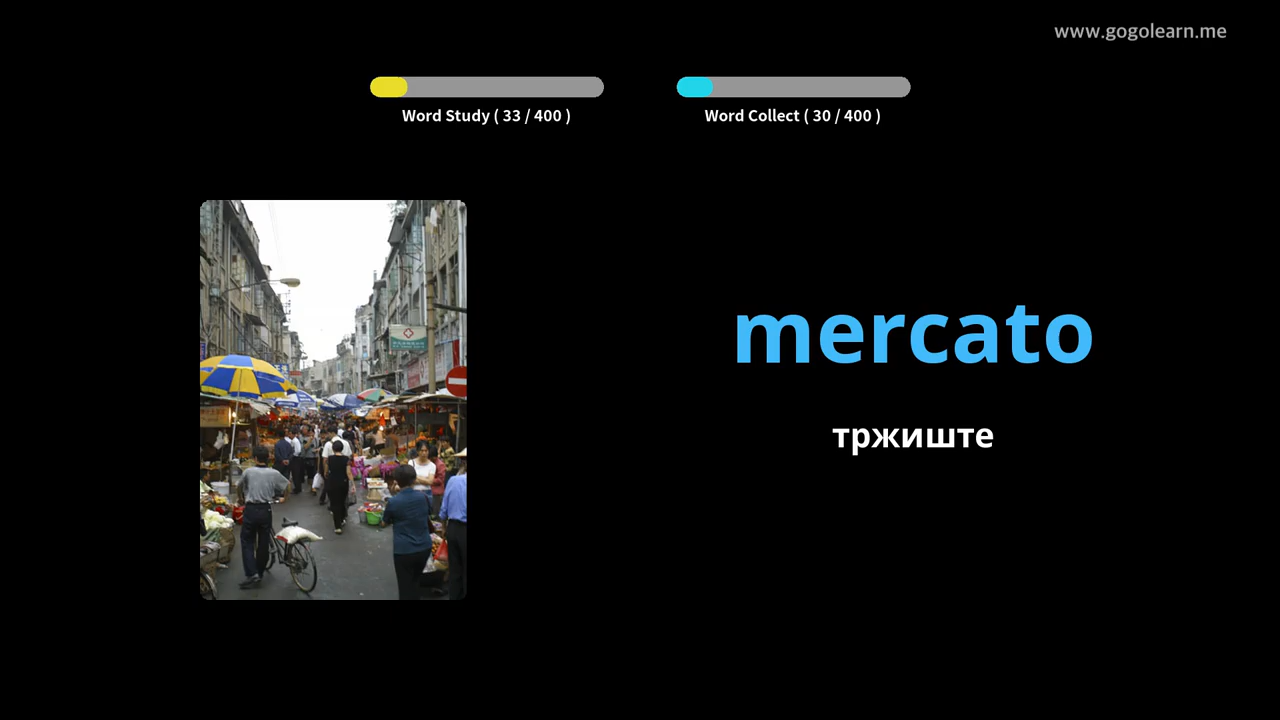 www.gogolearn.me
Word Study ( 33 / 400 )
Word Collect ( 30 / 400 )
mercato
тржиште